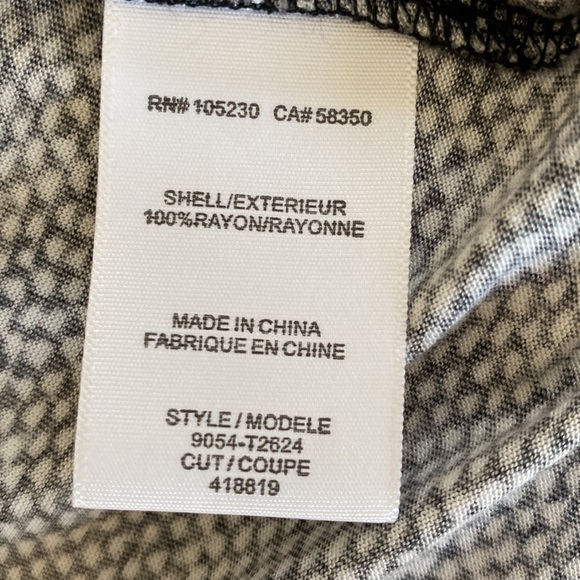 RN# 105230 CA# 58350
SHELL/EXTERIEUR
100%RAYON/RAYONNE
MADE IN CHINA
FABRIQUE EN CHINE
STYLE / MODELE
9054-T2624
CUT / COUPE
418819